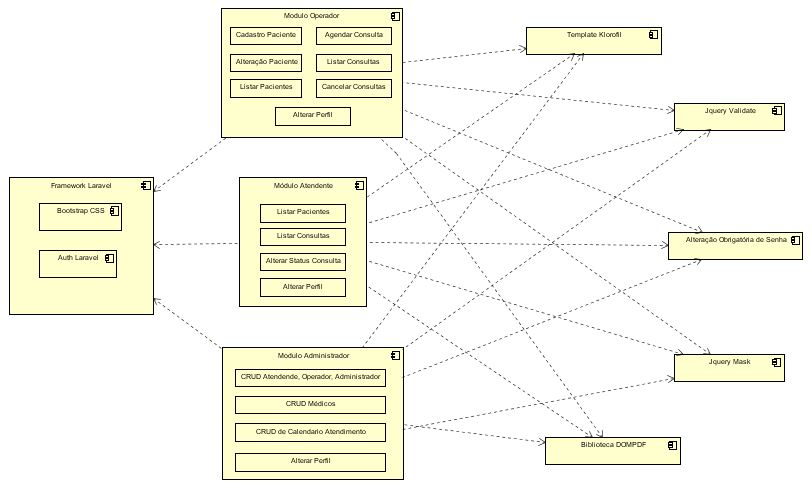 Modulo Operador
Cadastro Paciente
Agendar Consulta
Alteração Paciente
Listar Consultas
Listar Pacientes
Cancelar Consultas
Alterar Perfil
Framework Laravel
Bootstrap CSS
Auth Laravel
Módulo Atendente
Listar Pacientes
Listar Consultas
Alterar Status Consulta
Alterar Perfil
Modulo Administrador
CRUD Atendende, Operador, Administrador
CRUD Médicos
CRUD de Calendario Atendimento
Alterar Perfil
Template Klorofil
Jquery Validate
Alteração Obrigatória de Senha
Jquery Mask
Biblioteca DOMPDF